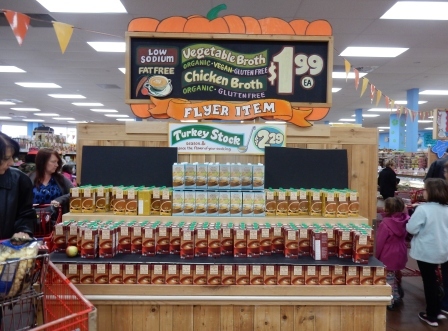 LOW
SODIUM
FAT FREE
Vegetable Broth
ORGANIC • VEGAN • GLUTEN FREE
Chicken Broth
ORGANIC • GLUTEN FREE
$1.99
EA
FLYER ITEM
Turkey Stock
$2.29